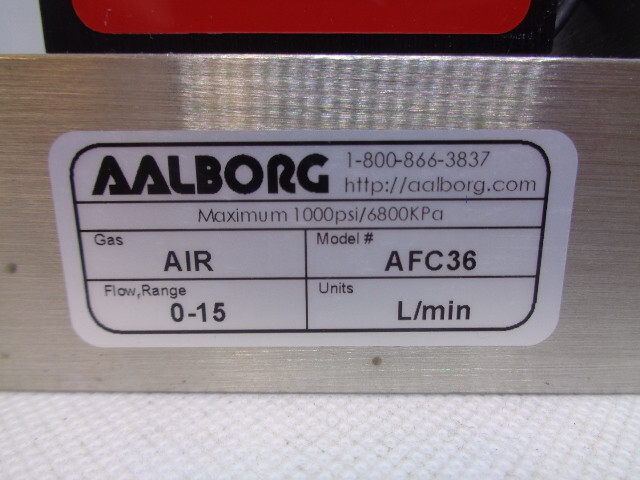 AALBORG
1-800-866-3837
http://aalborg.com
Maximum 1000psi/6800KPa
Gas
AIR
Model #
AFC36
Flow,Range
0-15
Units
L/min